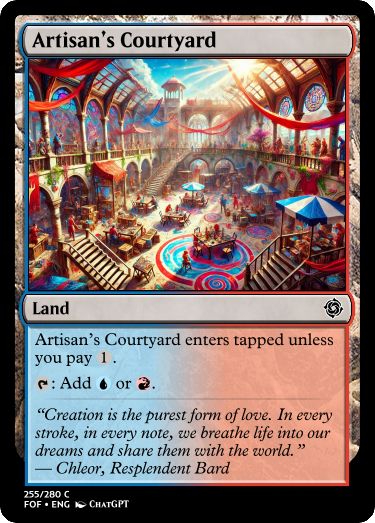 Artisan's Courtyard
Land
Artisan's Courtyard enters tapped unless
you pay 1.
: Add or .
“Creation is the purest form of love. In every
stroke, in every note, we breathe life into our
dreams and share them with the world.”
— Chleor, Resplendent Bard
255/280 C
FOF • ENG ChatGPT